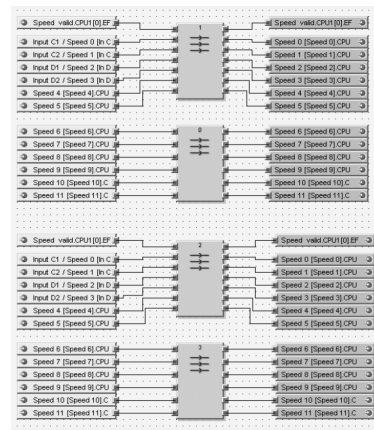 Speed valid.CPU1[0].EF 1 Speed valid.CPU1[0].EF
Input C1 / Speed 0 [In C Speed 0 [Speed 0].CPU
Input C2 / Speed 1 [In C Speed 1 [Speed 1].CPU
Input D1 / Speed 2 [In D Speed 2 [Speed 2].CPU
Input D2 / Speed 3 [In D Speed 3 [Speed 3].CPU
Speed 4 [Speed 4].CPU Speed 4 [Speed 4].CPU
Speed 5 [Speed 5].CPU Speed 5 [Speed 5].CPU
Speed 6 [Speed 6].CPU 0 Speed 6 [Speed 6].CPU
Speed 7 [Speed 7].CPU Speed 7 [Speed 7].CPU
Speed 8 [Speed 8].CPU Speed 8 [Speed 8].CPU
Speed 9 [Speed 9].CPU Speed 9 [Speed 9].CPU
Speed 10 [Speed 10].C Speed 10 [Speed 10].C
Speed 11 [Speed 11].C Speed 11 [Speed 11].C
Speed valid.CPU1[0].EF 2 Speed valid.CPU1[0].EF
Input C1 / Speed 0 [In C Speed 0 [Speed 0].CPU
Input C2 / Speed 1 [In C Speed 1 [Speed 1].CPU
Input D1 / Speed 2 [In D Speed 2 [Speed 2].CPU
Input D2 / Speed 3 [In D Speed 3 [Speed 3].CPU
Speed 4 [Speed 4].CPU Speed 4 [Speed 4].CPU
Speed 5 [Speed 5].CPU Speed 5 [Speed 5].CPU
Speed 6 [Speed 6].CPU 3 Speed 6 [Speed 6].CPU
Speed 7 [Speed 7].CPU Speed 7 [Speed 7].CPU
Speed 8 [Speed 8].CPU Speed 8 [Speed 8].CPU
Speed 9 [Speed 9].CPU Speed 9 [Speed 9].CPU
Speed 10 [Speed 10].C Speed 10 [Speed 10].C
Speed 11 [Speed 11].C Speed 11 [Speed 11].C